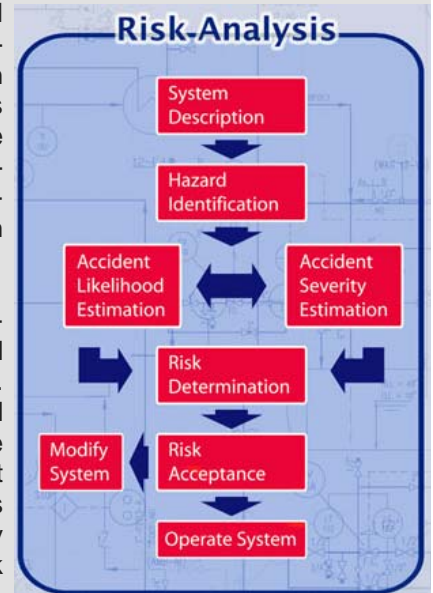 Risk Analysis
System
Description
Hazard
Identification
Accident
Likelihood
Estimation
Accident
Severity
Estimation
Risk
Determination
Modify
System
Risk
Acceptance
Operate System